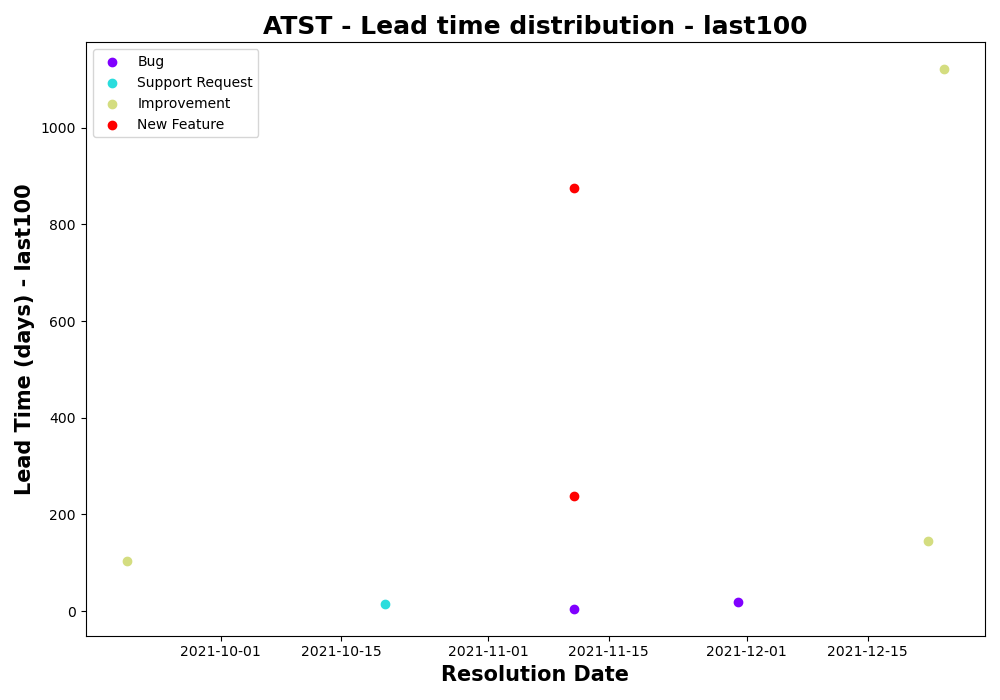 ATST - Lead time distribution - last100
Bug
Support Request
Improvement
New Feature
1000
800
600
400
200
0
Lead Time (days) - last100
2021-10-01
2021-10-15
2021-11-01
2021-11-15
2021-12-01
2021-12-15
Resolution Date